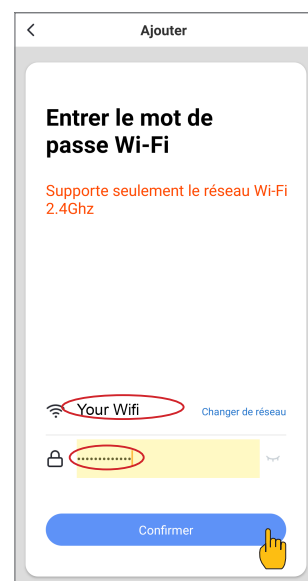 Ajouter
Entrer le mot de
passe Wi-Fi
Supporte seulement le réseau Wi-Fi
2.4Ghz
Your Wifi
Changer de réseau
••••••••••••
Confirmer